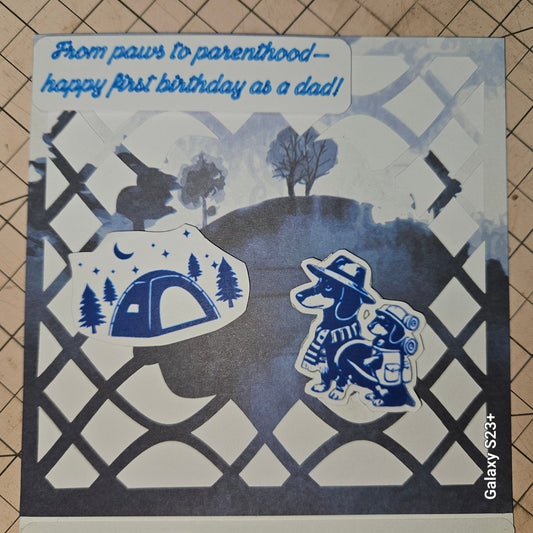 From paws to parenthood—
happy first birthday as a dad!
Galaxy S23+